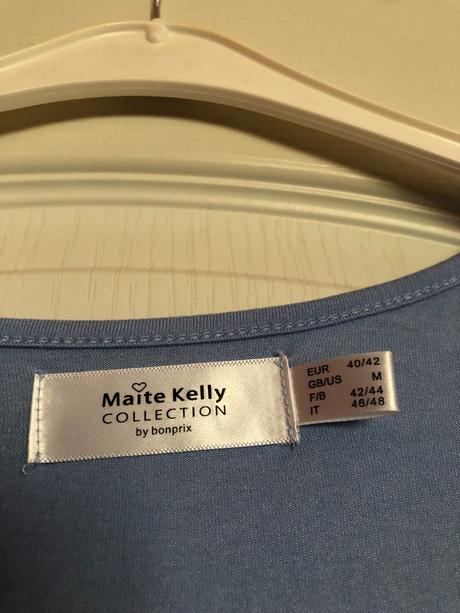 Maite Kelly
COLLECTION
by bonprix
EUR 40/42
GB/US M
F/B 42/44
IT 46/48